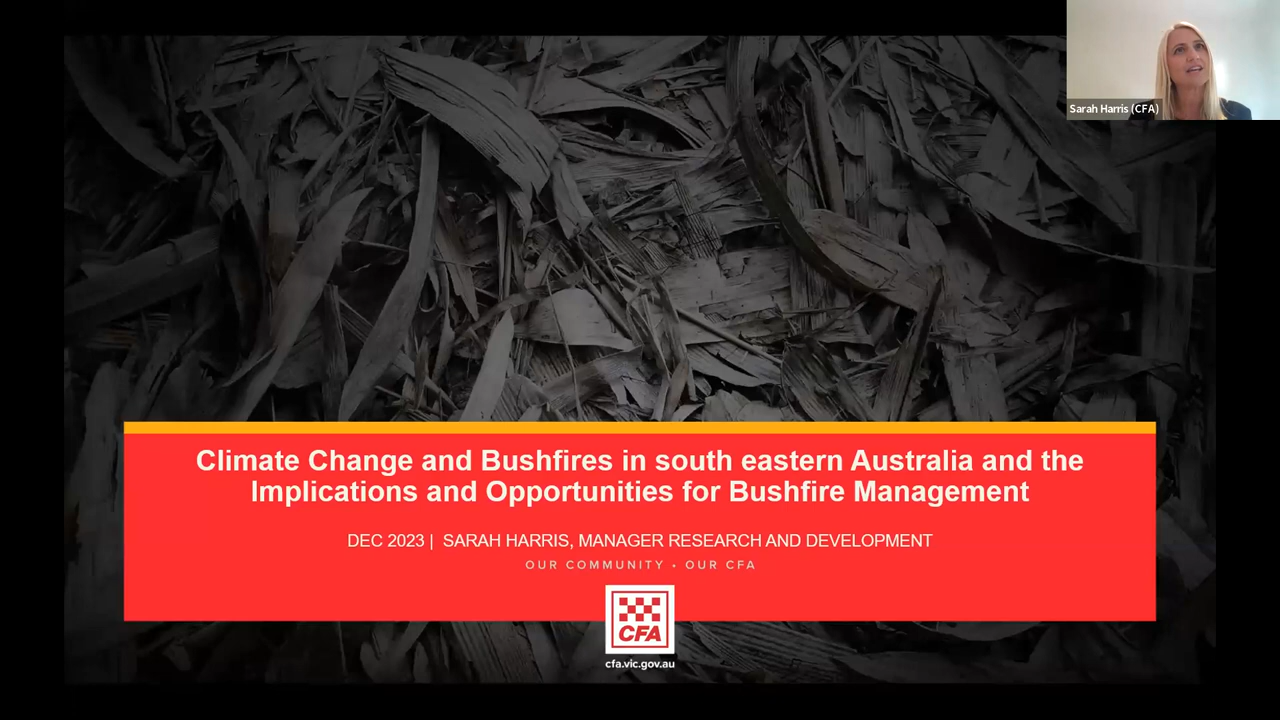 Sarah Harris (CFA)
Climate Change and Bushfires in south eastern Australia and the
Implications and Opportunities for Bushfire Management
DEC 2023 | SARAH HARRIS, MANAGER RESEARCH AND DEVELOPMENT
OUR COMMUNITY • OUR CFA
CFA
cfa.vic.gov.au